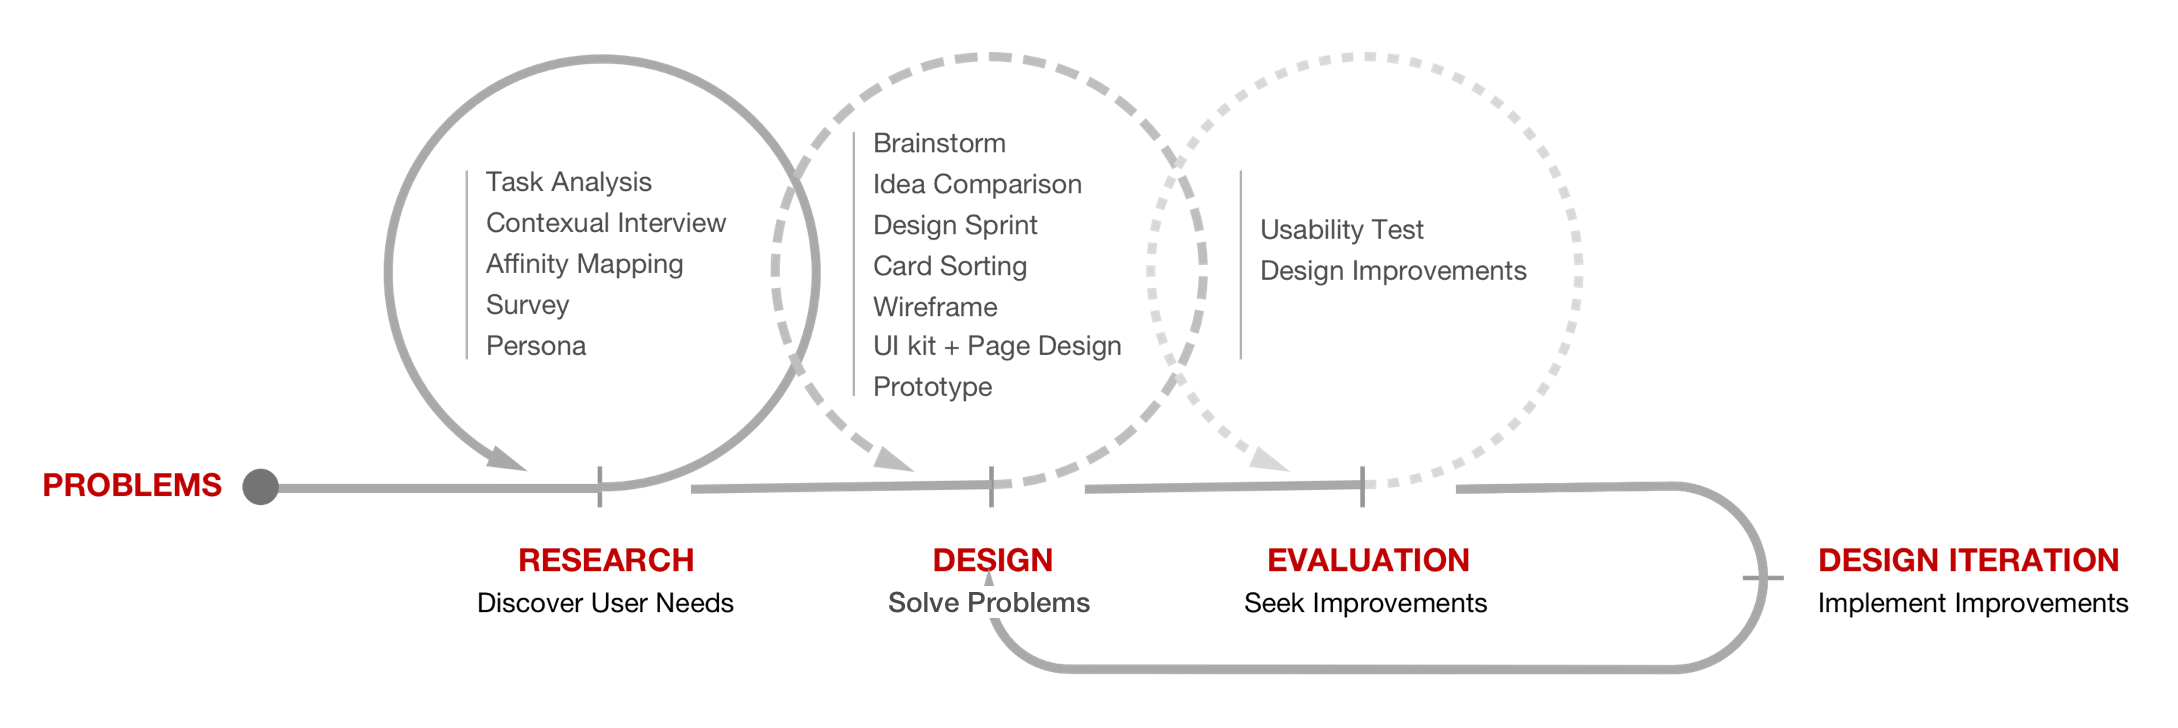 Task Analysis
Contexual Interview
Affinity Mapping
Survey
Persona
Brainstorm
Idea Comparison
Design Sprint
Card Sorting
Wireframe
UI kit + Page Design
Prototype
Usability Test
Design Improvements
PROBLEMS
RESEARCH
Discover User Needs
DESIGN
Solve Problems
EVALUATION
Seek Improvements
DESIGN ITERATION
Implement Improvements